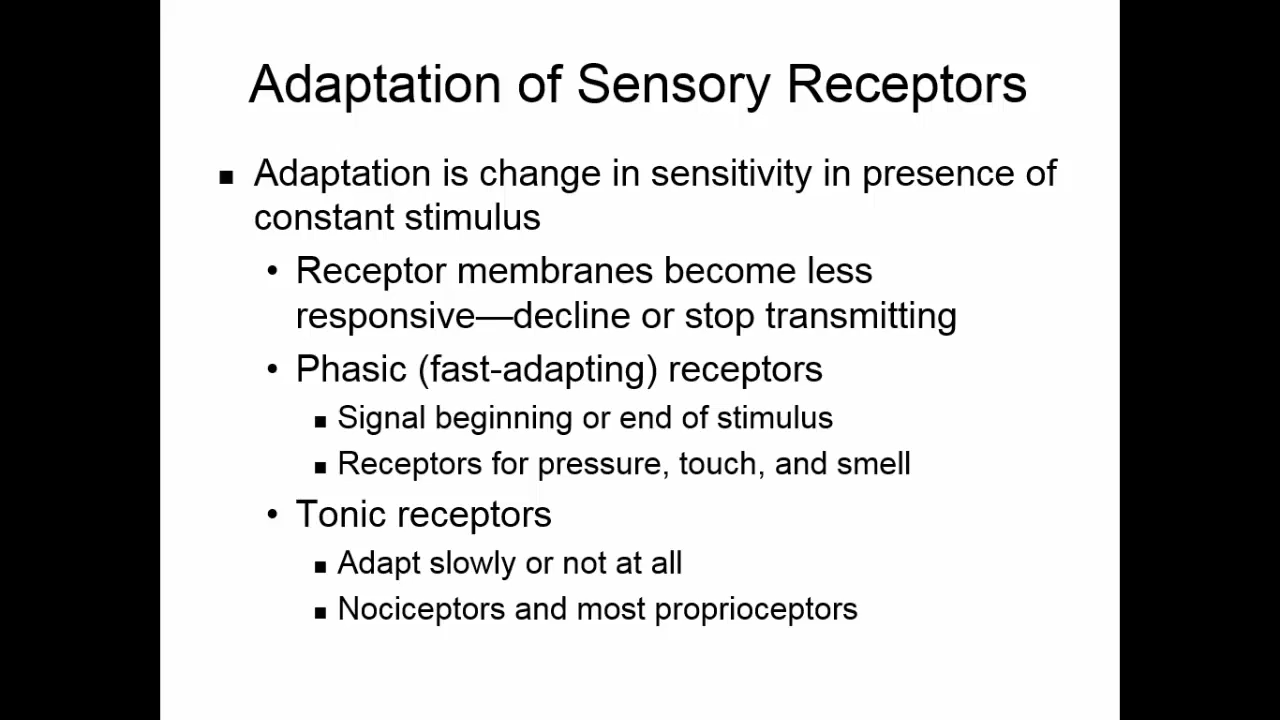 Adaptation of Sensory Receptors
■ Adaptation is change in sensitivity in presence of
constant stimulus
• Receptor membranes become less
responsive—decline or stop transmitting
• Phasic (fast-adapting) receptors
■ Signal beginning or end of stimulus
■ Receptors for pressure, touch, and smell
• Tonic receptors
■ Adapt slowly or not at all
■ Nociceptors and most proprioceptors